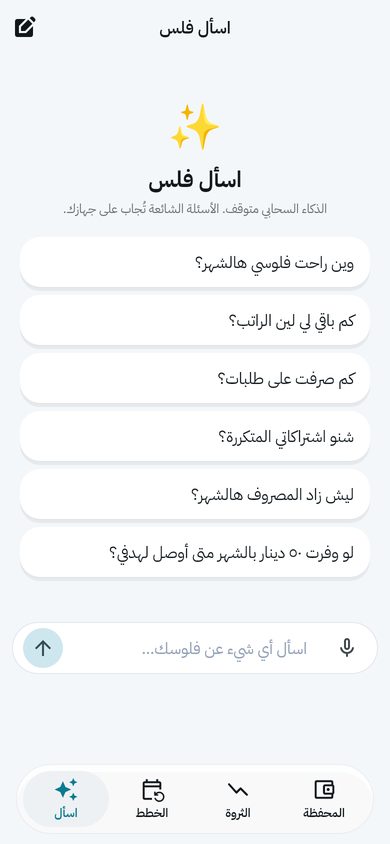 اسأل فلس
اسأل فلس
الذكاء السحابي متوقف. الأسئلة الشائعة تُجاب على جهازك.
وين راحت فلوسي هالشهر؟
كم باقي لي لين الراتب؟
كم صرفت على طلبات؟
شنو اشتراكاتي المتكررة؟
ليش زاد المصروف هالشهر؟
لو وفرت ٥٠ دينار بالشهر متى أوصل لهدفي؟
اسأل أي شيء عن فلوسك...
المحفظة
الثروة
الخطط
اسأل